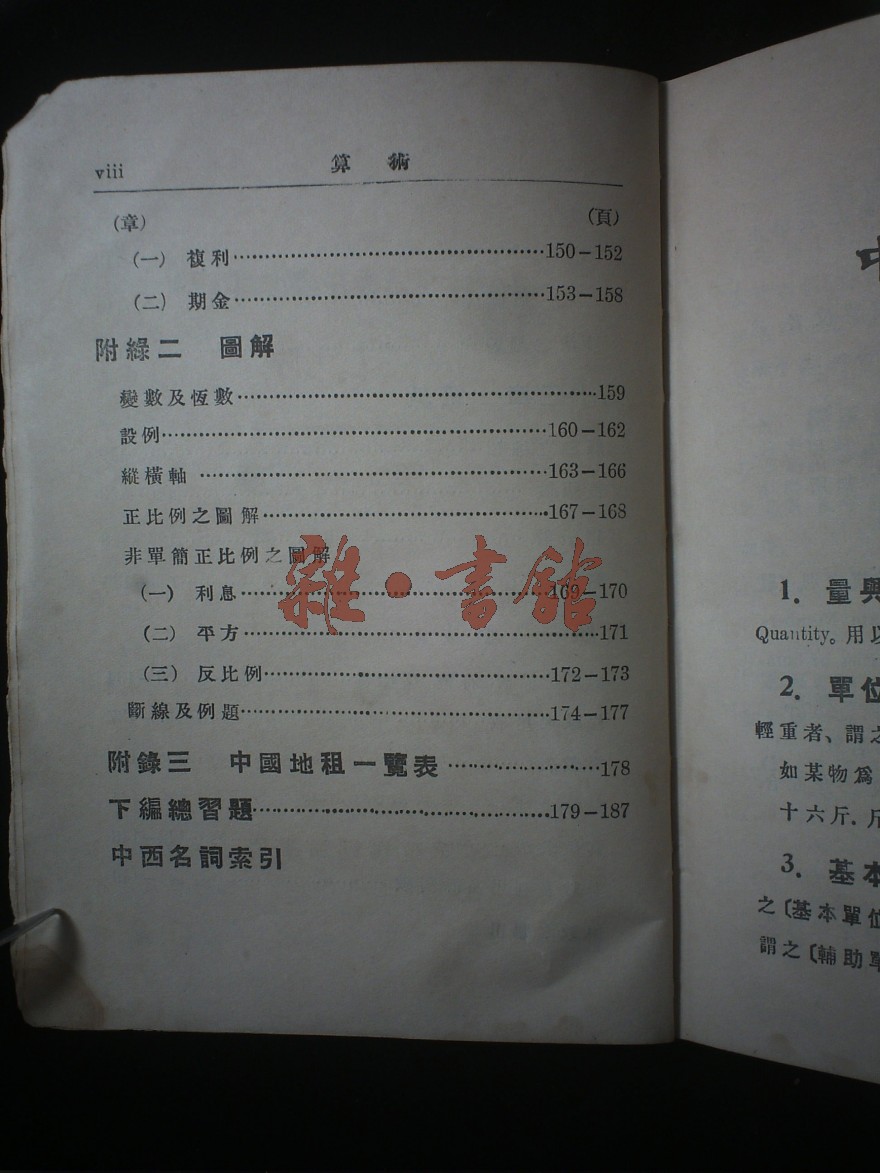 viii 算術
(章) (頁)
(一) 複利……150-152
(二) 期金……153-158
附錄二 圖解
變數及恆數……159
設例……160-162
縱橫軸……163-166
正比例之圖解……167-168
非單簡正比例之圖解
(一) 利息……169-170
(二) 平方……171
(三) 反比例……172-173
斷線及例題……174-177
附錄三 中國地租一覽表……178
下編總習題……179-187
中西名詞索引
雜·書館
1. 量與
Quantity。用以
2. 單位
輕重者、謂之
如某物爲
十六斤．斤
3. 基本
之〔基本單位
謂之〔輔助單